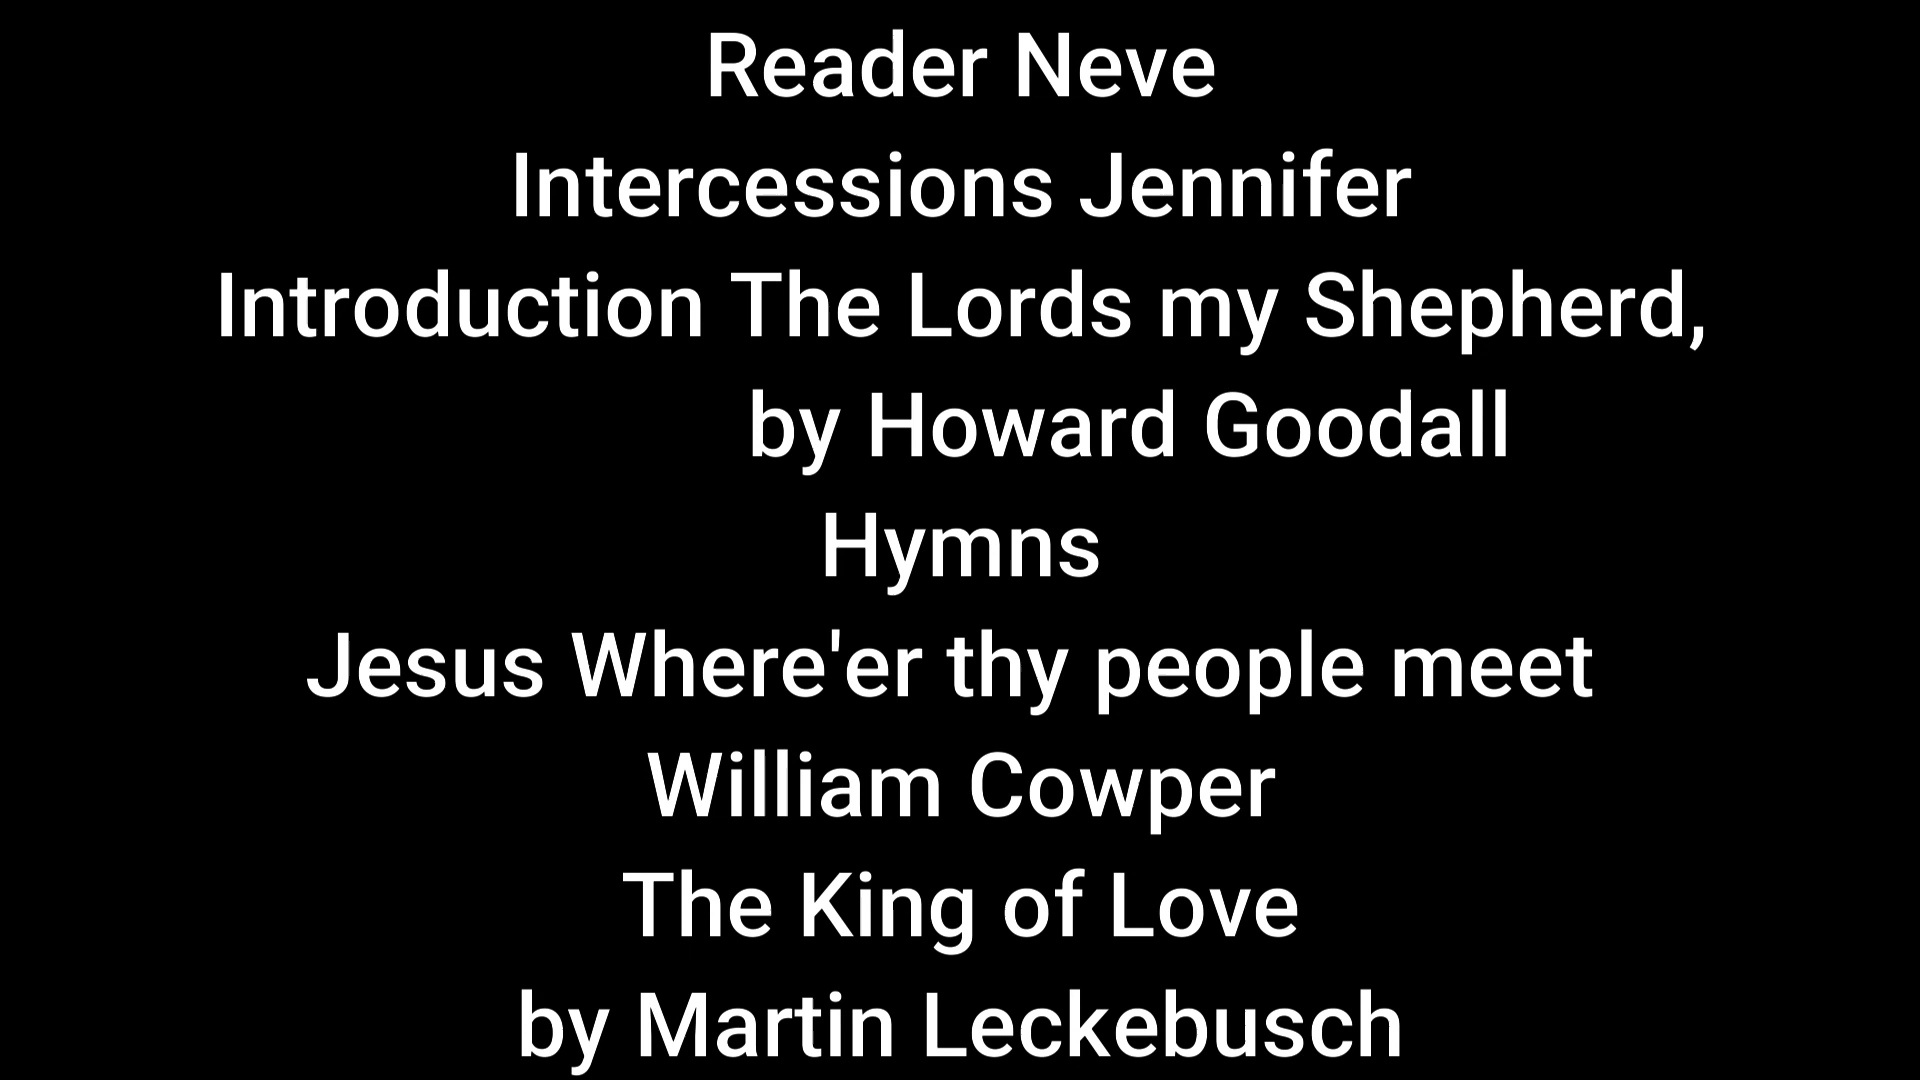 Reader Neve
Intercessions Jennifer
Introduction The Lords my Shepherd,
by Howard Goodall
Hymns
Jesus Where'er thy people meet
William Cowper
The King of Love
by Martin Leckebusch